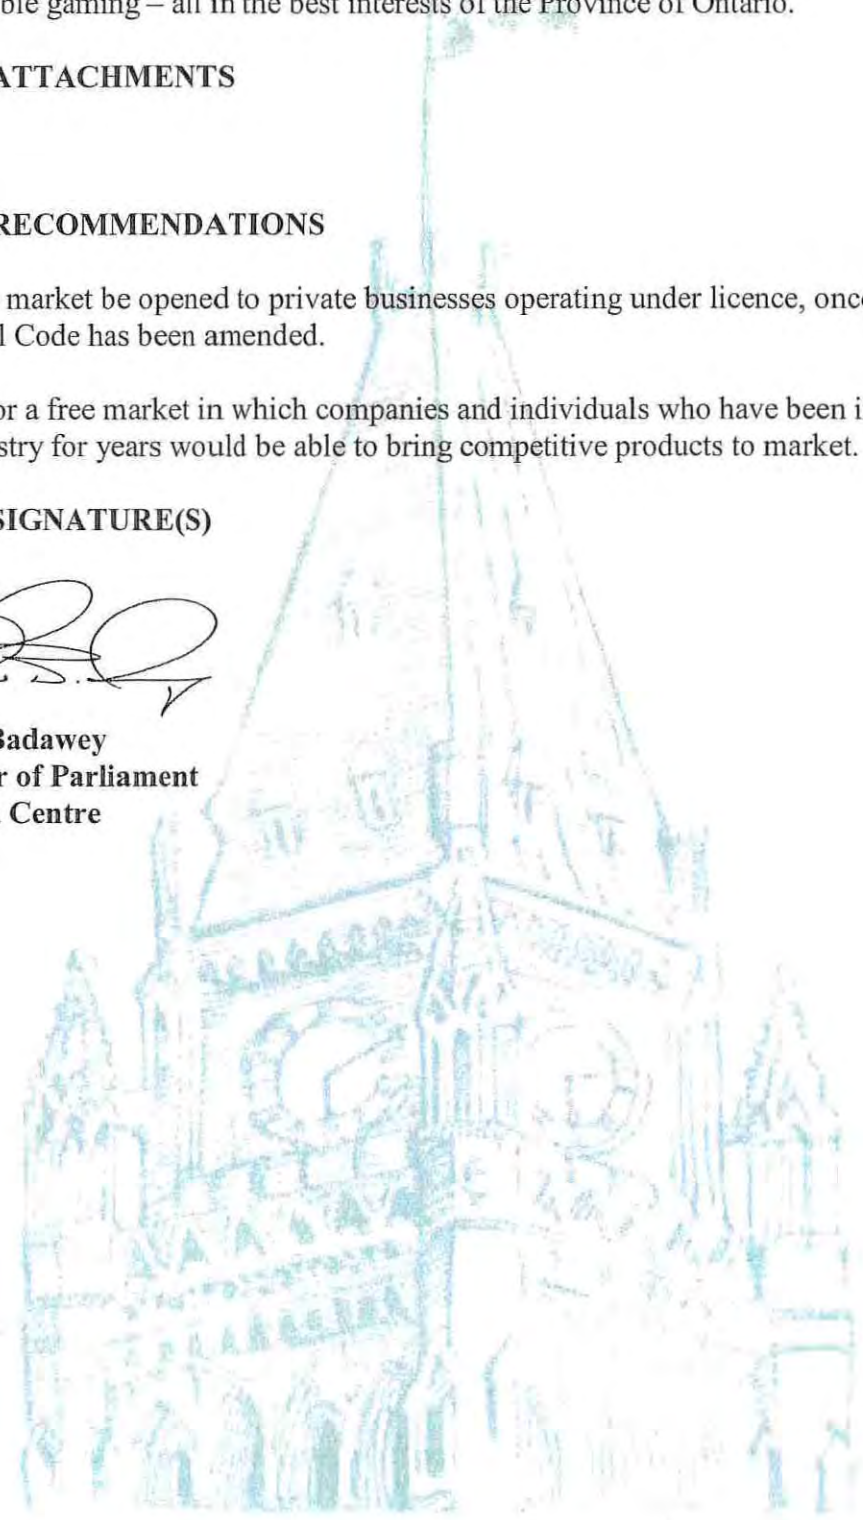 ble gaming – all in the best interests of the Province of Ontario.
ATTACHMENTS
RECOMMENDATIONS
market be opened to private businesses operating under licence, once
l Code has been amended.
or a free market in which companies and individuals who have been i
stry for years would be able to bring competitive products to market.
SIGNATURE(S)
Badawey
r of Parliament
Centre